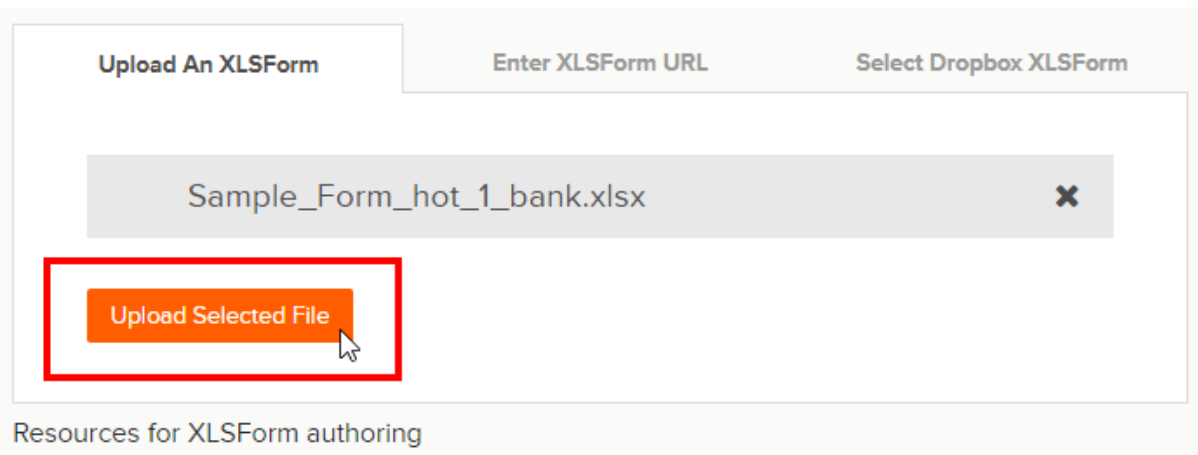 Upload An XLSForm
Enter XLSForm URL
Select Dropbox XLSForm
Sample_Form_hot_1_bank.xlsx
Upload Selected File
Resources for XLSForm authoring